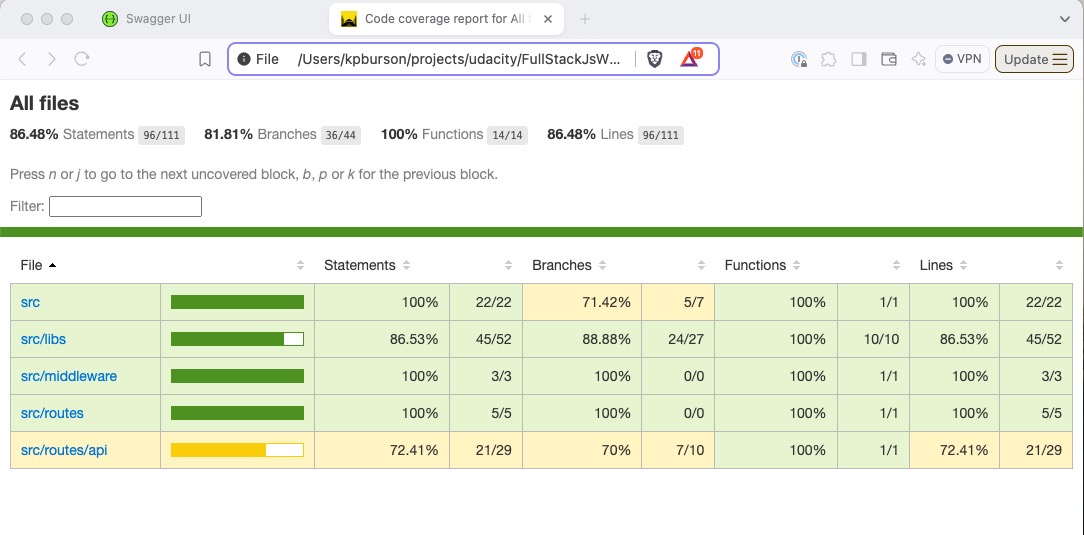 Swagger UI
Code coverage report for All
File /Users/kpburson/projects/udacity/FullStackJsW... 11 VPN Update
All files
86.48% Statements 96/111 81.81% Branches 36/44 100% Functions 14/14 86.48% Lines 96/111
Press n or j to go to the next uncovered block, b, p or k for the previous block.
Filter:
File Statements Branches Functions Lines
src 100% 22/22 71.42% 5/7 100% 1/1 100% 22/22
src/libs 86.53% 45/52 88.88% 24/27 100% 10/10 86.53% 45/52
src/middleware 100% 3/3 100% 0/0 100% 1/1 100% 3/3
src/routes 100% 5/5 100% 0/0 100% 1/1 100% 5/5
src/routes/api 72.41% 21/29 70% 7/10 100% 1/1 72.41% 21/29